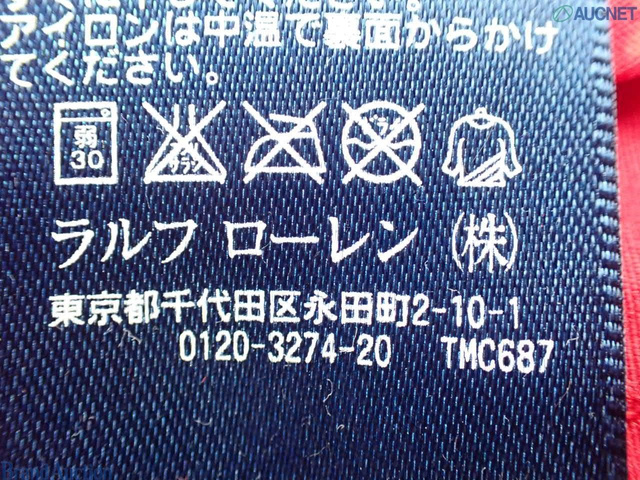 AUCNET
アイロンは中温で裏面からかけ
てください。
弱
30
ラルフ ローレン (株)
東京都千代田区永田町2-10-1
0120-3274-20 TMC687